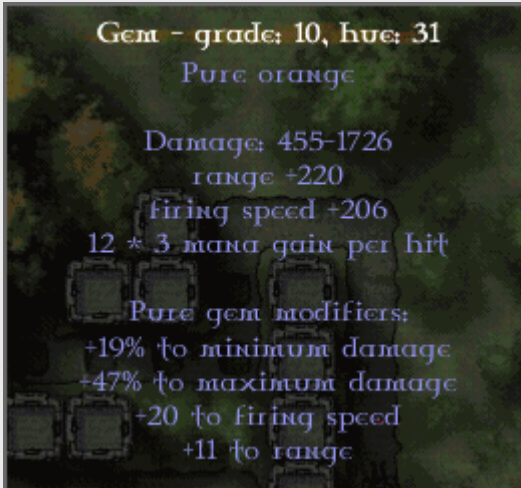 Gem - grade: 10, hue: 31
Pure orange
Damage: 455-1726
range +220
firing speed +206
12 * 3 mana gain per hit
Pure gem modifiers:
+19% to minimum damage
+47% to maximum damage
+20 to firing speed
+11 to range